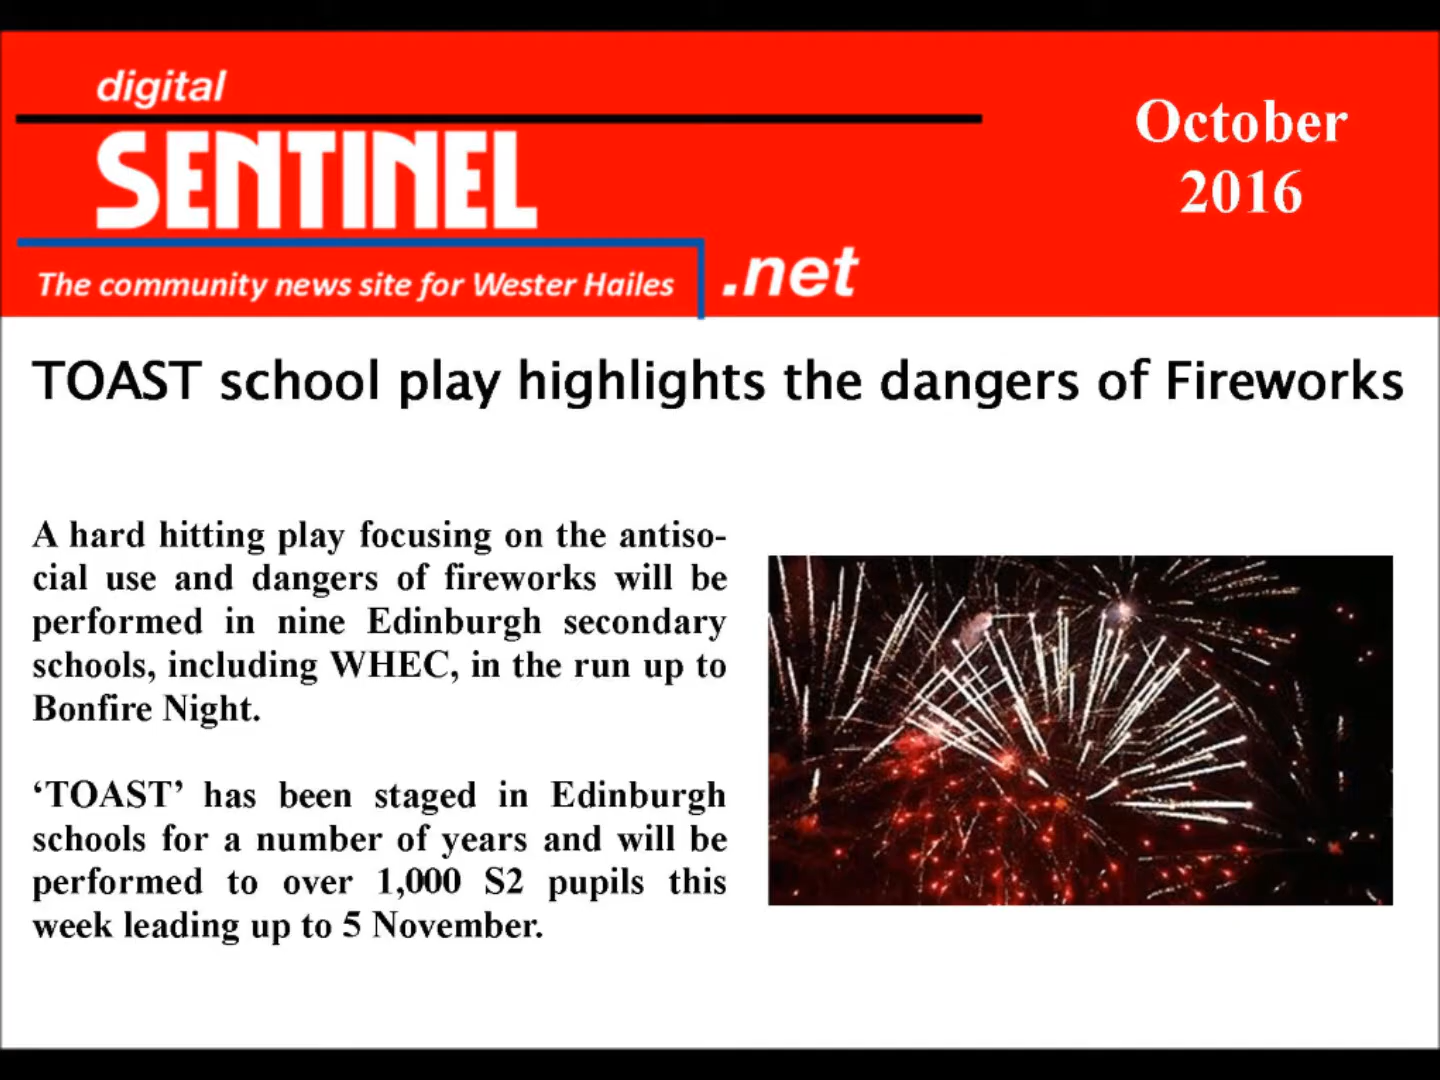 digital
SENTINEL
.net
The community news site for Wester Hailes
October
2016
TOAST school play highlights the dangers of Fireworks
A hard hitting play focusing on the antiso-
cial use and dangers of fireworks will be
performed in nine Edinburgh secondary
schools, including WHEC, in the run up to
Bonfire Night.
‘TOAST’ has been staged in Edinburgh
schools for a number of years and will be
performed to over 1,000 S2 pupils this
week leading up to 5 November.